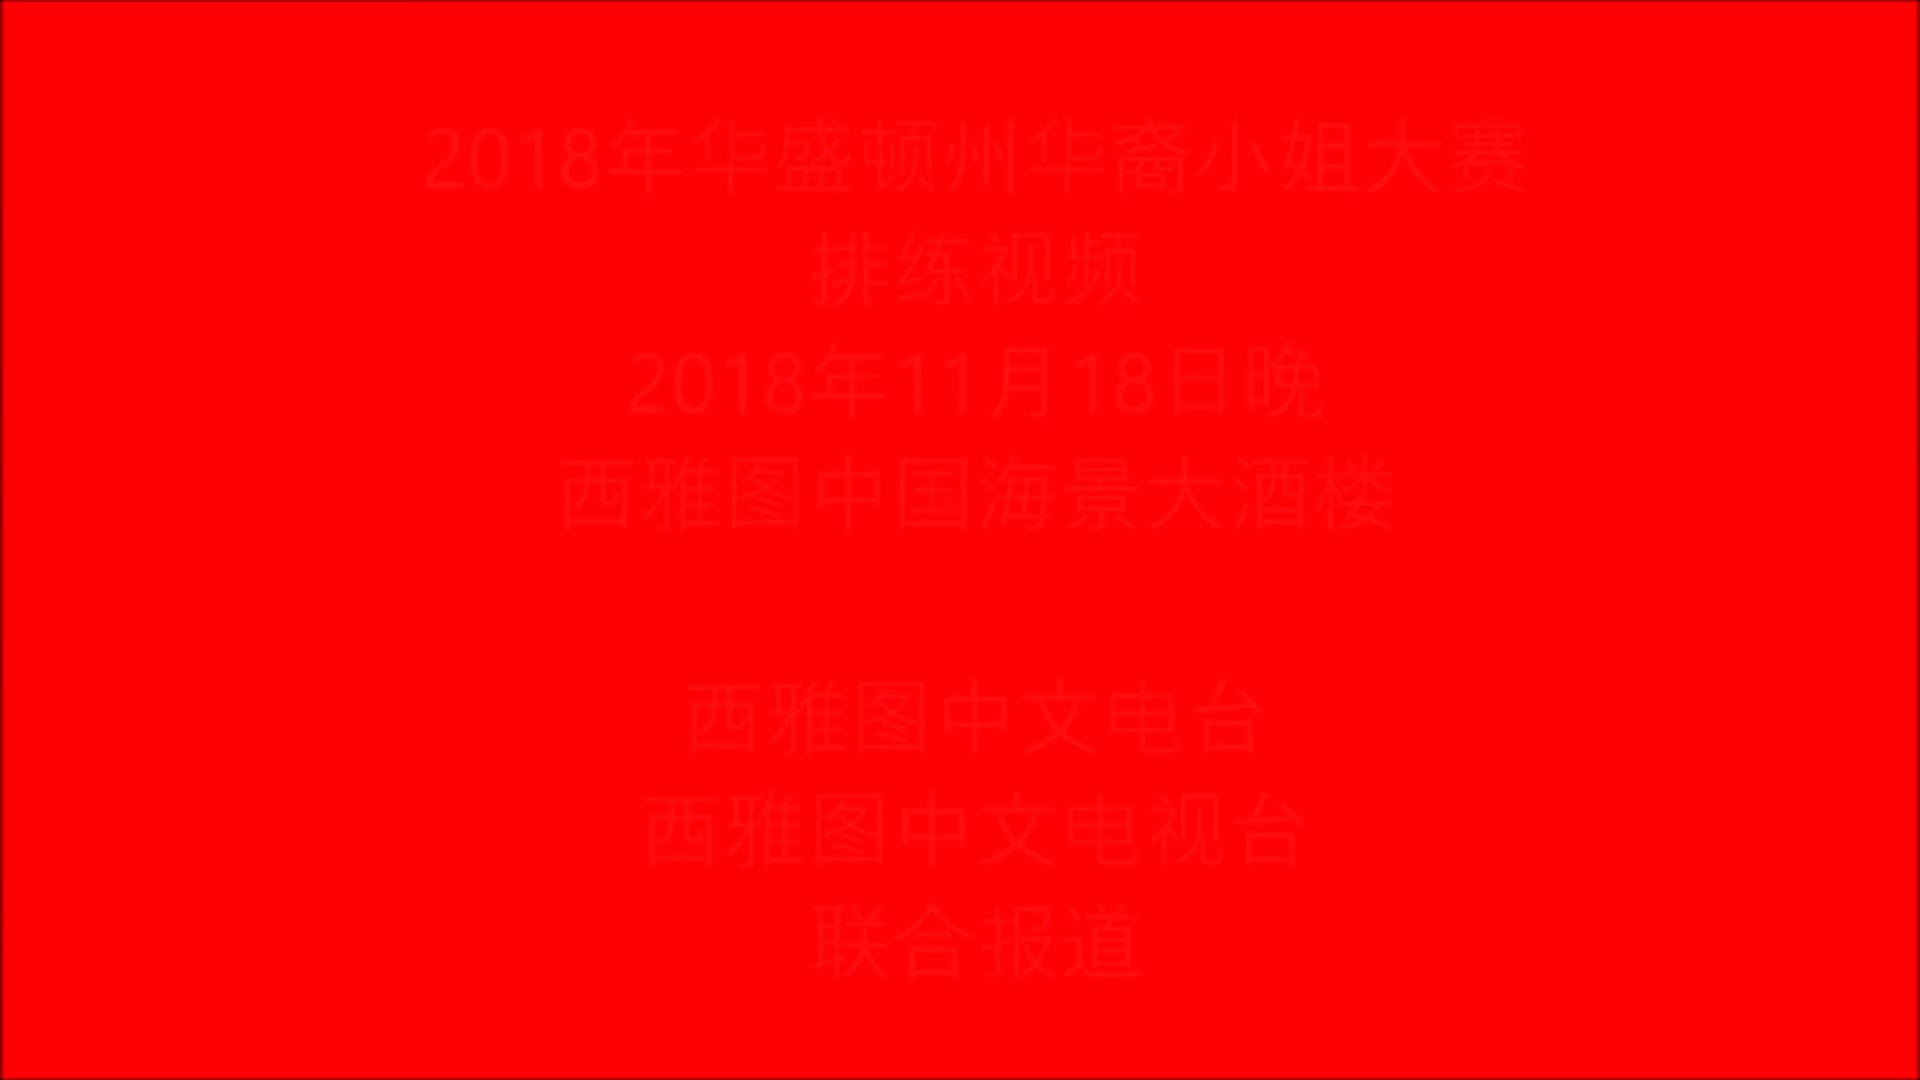 2018年华盛顿州华裔小姐大赛
排练视频
2018年11月18日晚
西雅图中国海景大酒楼
西雅图中文电台
西雅图中文电视台
联合报道